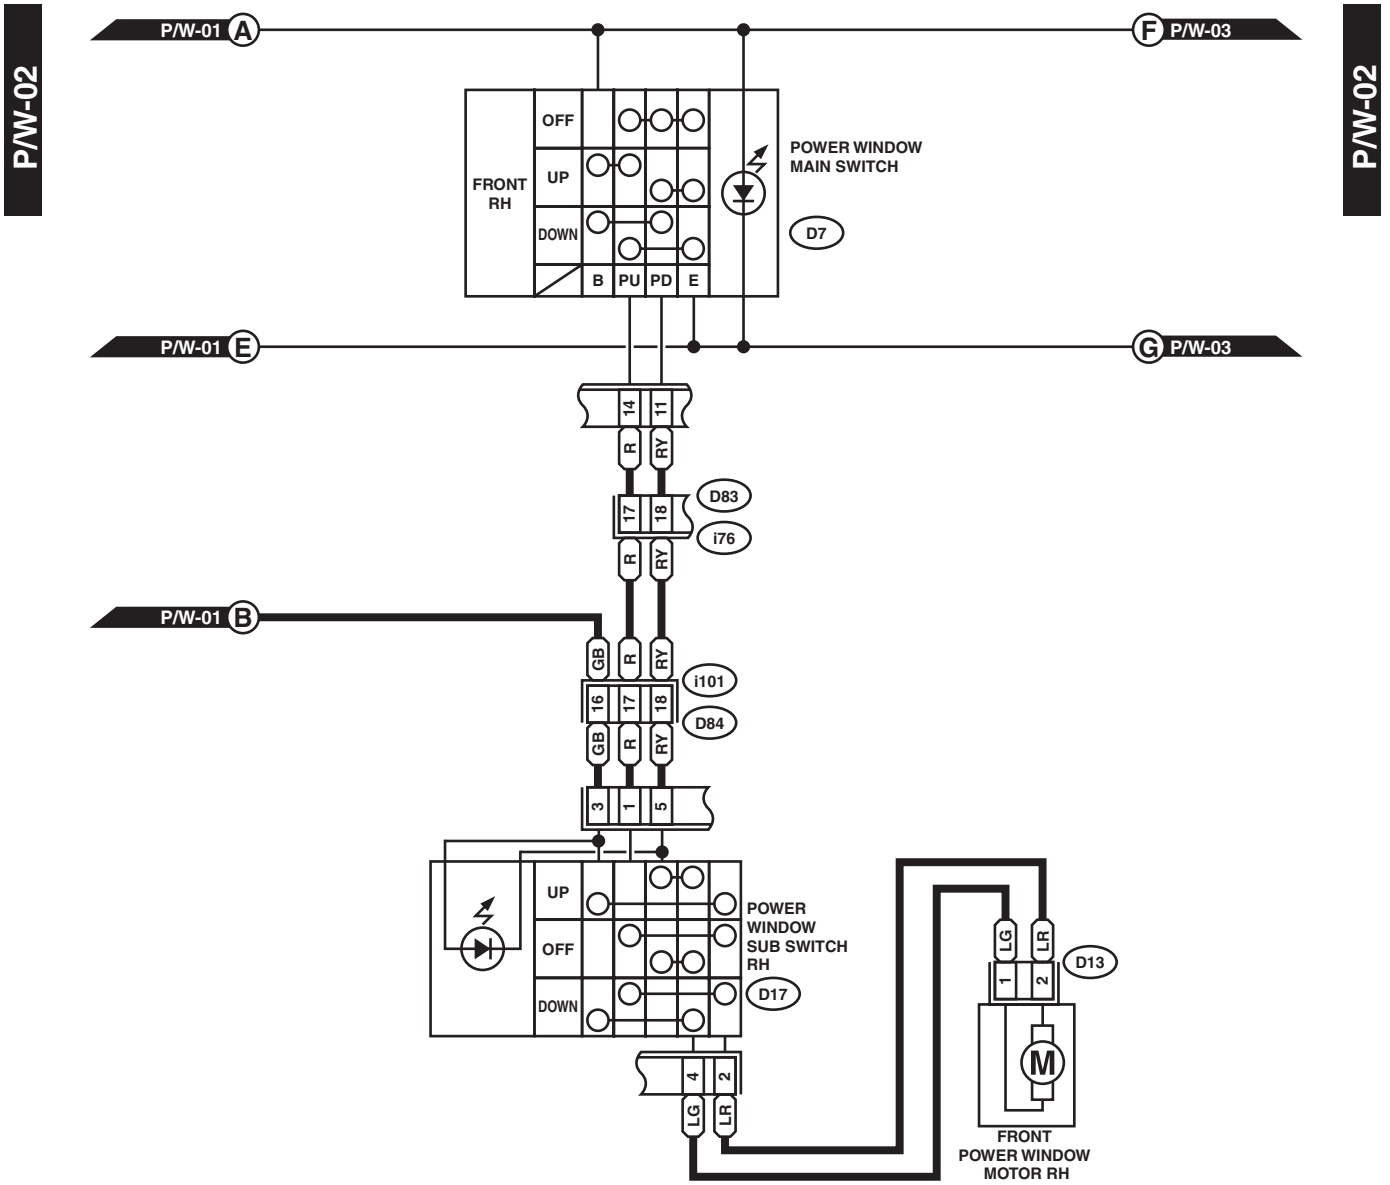 P/W-02
P/W-01 A
F P/W-03
P/W-02
FRONT
RH
OFF
UP
DOWN
B PU PD E
POWER WINDOW
MAIN SWITCH
D7
P/W-01 E
G P/W-03
14 11
R RY
17 18
D83
i76
R RY
P/W-01 B
GB R RY
i101
16 17 18
D84
GB R RY
3 1 5
UP
OFF
DOWN
POWER
WINDOW
SUB SWITCH
RH
D17
4 2
LG LR
LG LR
D13
1 2
M
FRONT
POWER WINDOW
MOTOR RH